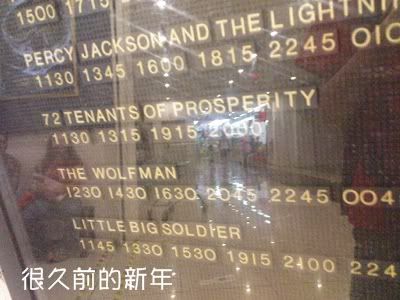 1500 1715
PERCY JACKSON AND THE LIGHTNI
1130 1345 1600 1815 2245 010
72 TENANTS OF PROSPERITY
1130 1315 1915 2000
THE WOLFMAN
1230 1430 1630 2045 2245 004
LITTLE BIG SOLDIER
1145 1330 1530 1915 2100 224
很久前的新年